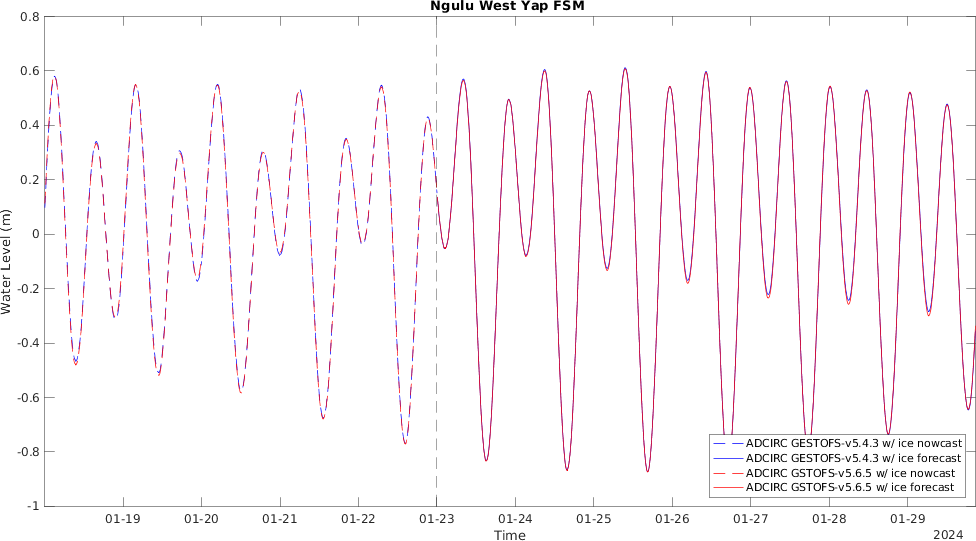 Ngulu West Yap FSM
0.8
0.6
0.4
0.2
0
-0.2
-0.4
-0.6
-0.8
-1
Water Level (m)
ADCIRC GESTOFS-v5.4.3 w/ ice nowcast
ADCIRC GESTOFS-v5.4.3 w/ ice forecast
ADCIRC GSTOFS-v5.6.5 w/ ice nowcast
ADCIRC GSTOFS-v5.6.5 w/ ice forecast
01-19 01-20 01-21 01-22 01-23 01-24 01-25 01-26 01-27 01-28 01-29
Time
2024